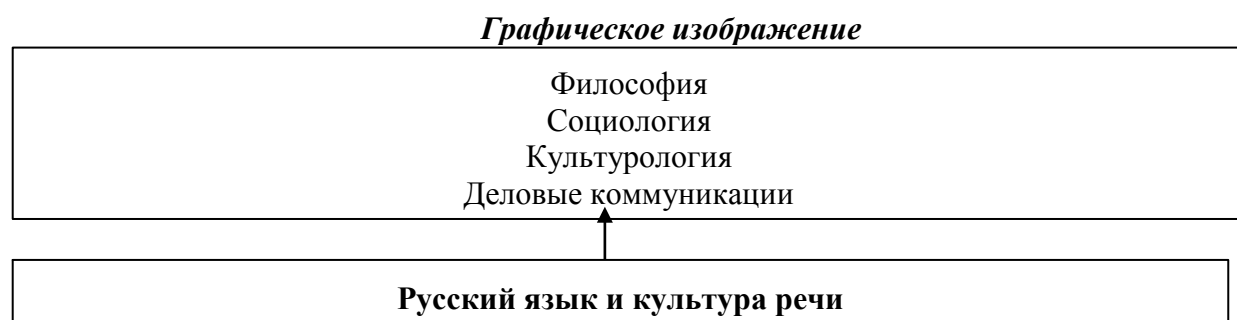 Графическое изображение
Философия
Социология
Культурология
Деловые коммуникации
Русский язык и культура речи